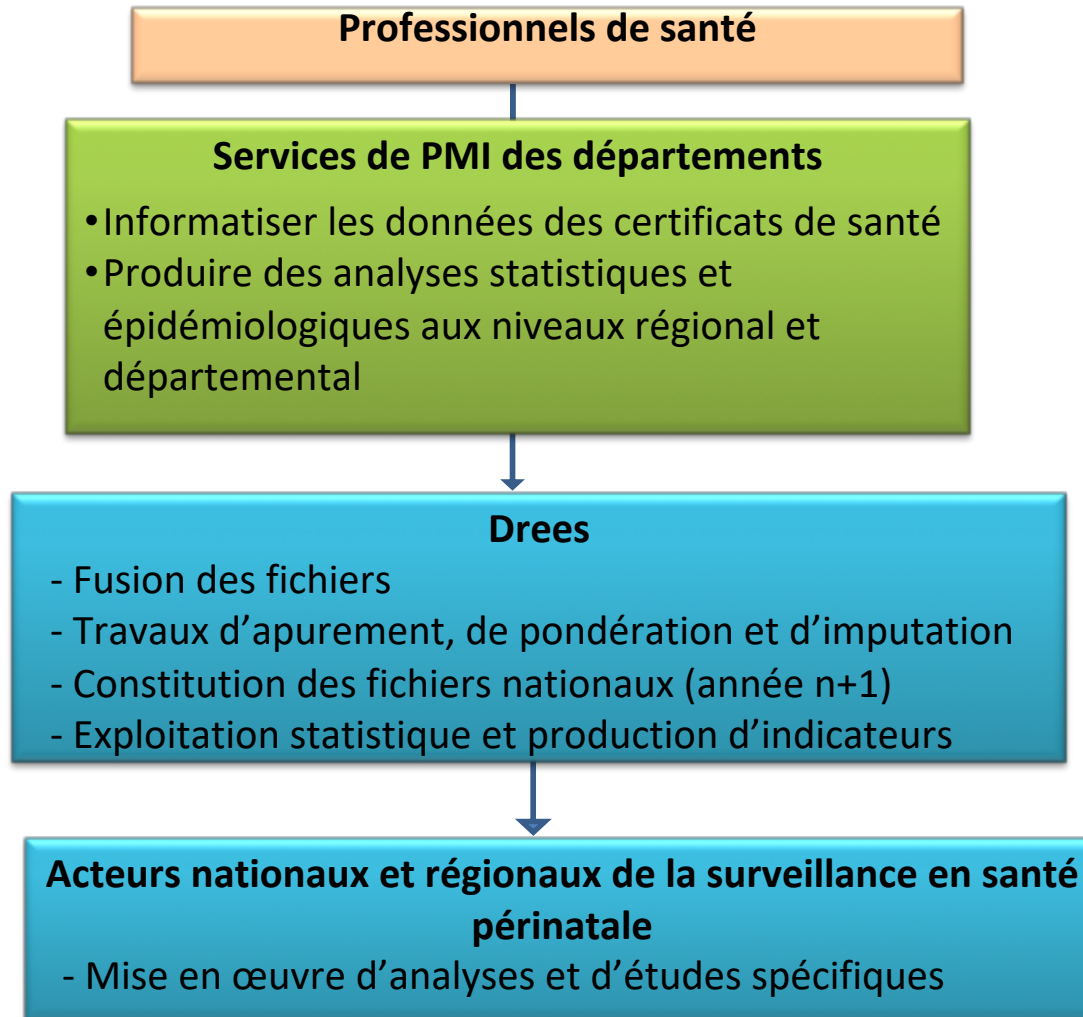 Professionnels de santé
Services de PMI des départements
•Informatiser les données des certificats de santé
•Produire des analyses statistiques et
épidémiologiques aux niveaux régional et
départemental
Drees
- Fusion des fichiers
- Travaux d’apurement, de pondération et d’imputation
- Constitution des fichiers nationaux (année n+1)
- Exploitation statistique et production d’indicateurs
Acteurs nationaux et régionaux de la surveillance en santé
périnatale
- Mise en œuvre d’analyses et d’études spécifiques